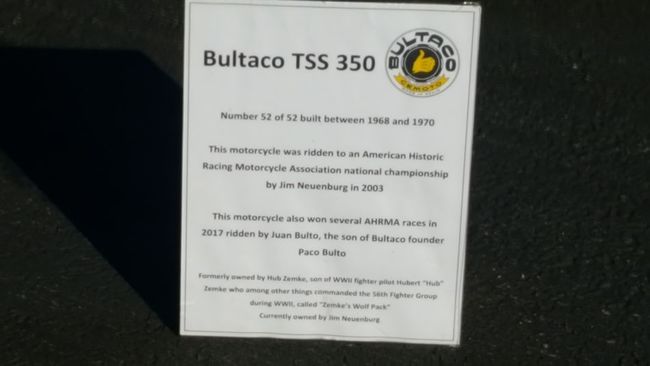 Bultaco TSS 350
BULTACO
CEMOTO
Number 52 of 52 built between 1968 and 1970
This motorcycle was ridden to an American Historic
Racing Motorcycle Association national championship
by Jim Neuenburg in 2003
This motorcycle also won several AHRMA races in
2017 ridden by Juan Bulto, the son of Bultaco founder
Paco Bulto
Formerly owned by Hub Zemke, son of WWII fighter pilot Hubert "Hub"
Zemke who among other things commanded the 56th Fighter Group
during WWII, called "Zemke's Wolf Pack"
Currently owned by Jim Neuenburg